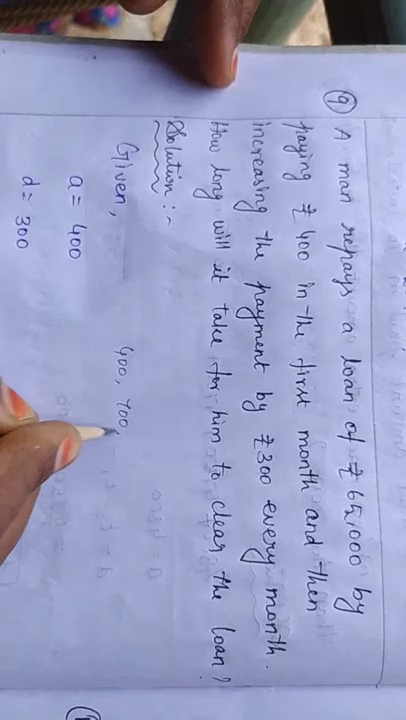 9) A man repays a loan of ₹65,000 by
paying ₹400 in the first month and then
increasing the payment by ₹300 every month.
How long will it take for him to clear the loan?
Solution :-
Given, 400, 700,
a = 400
d = 300